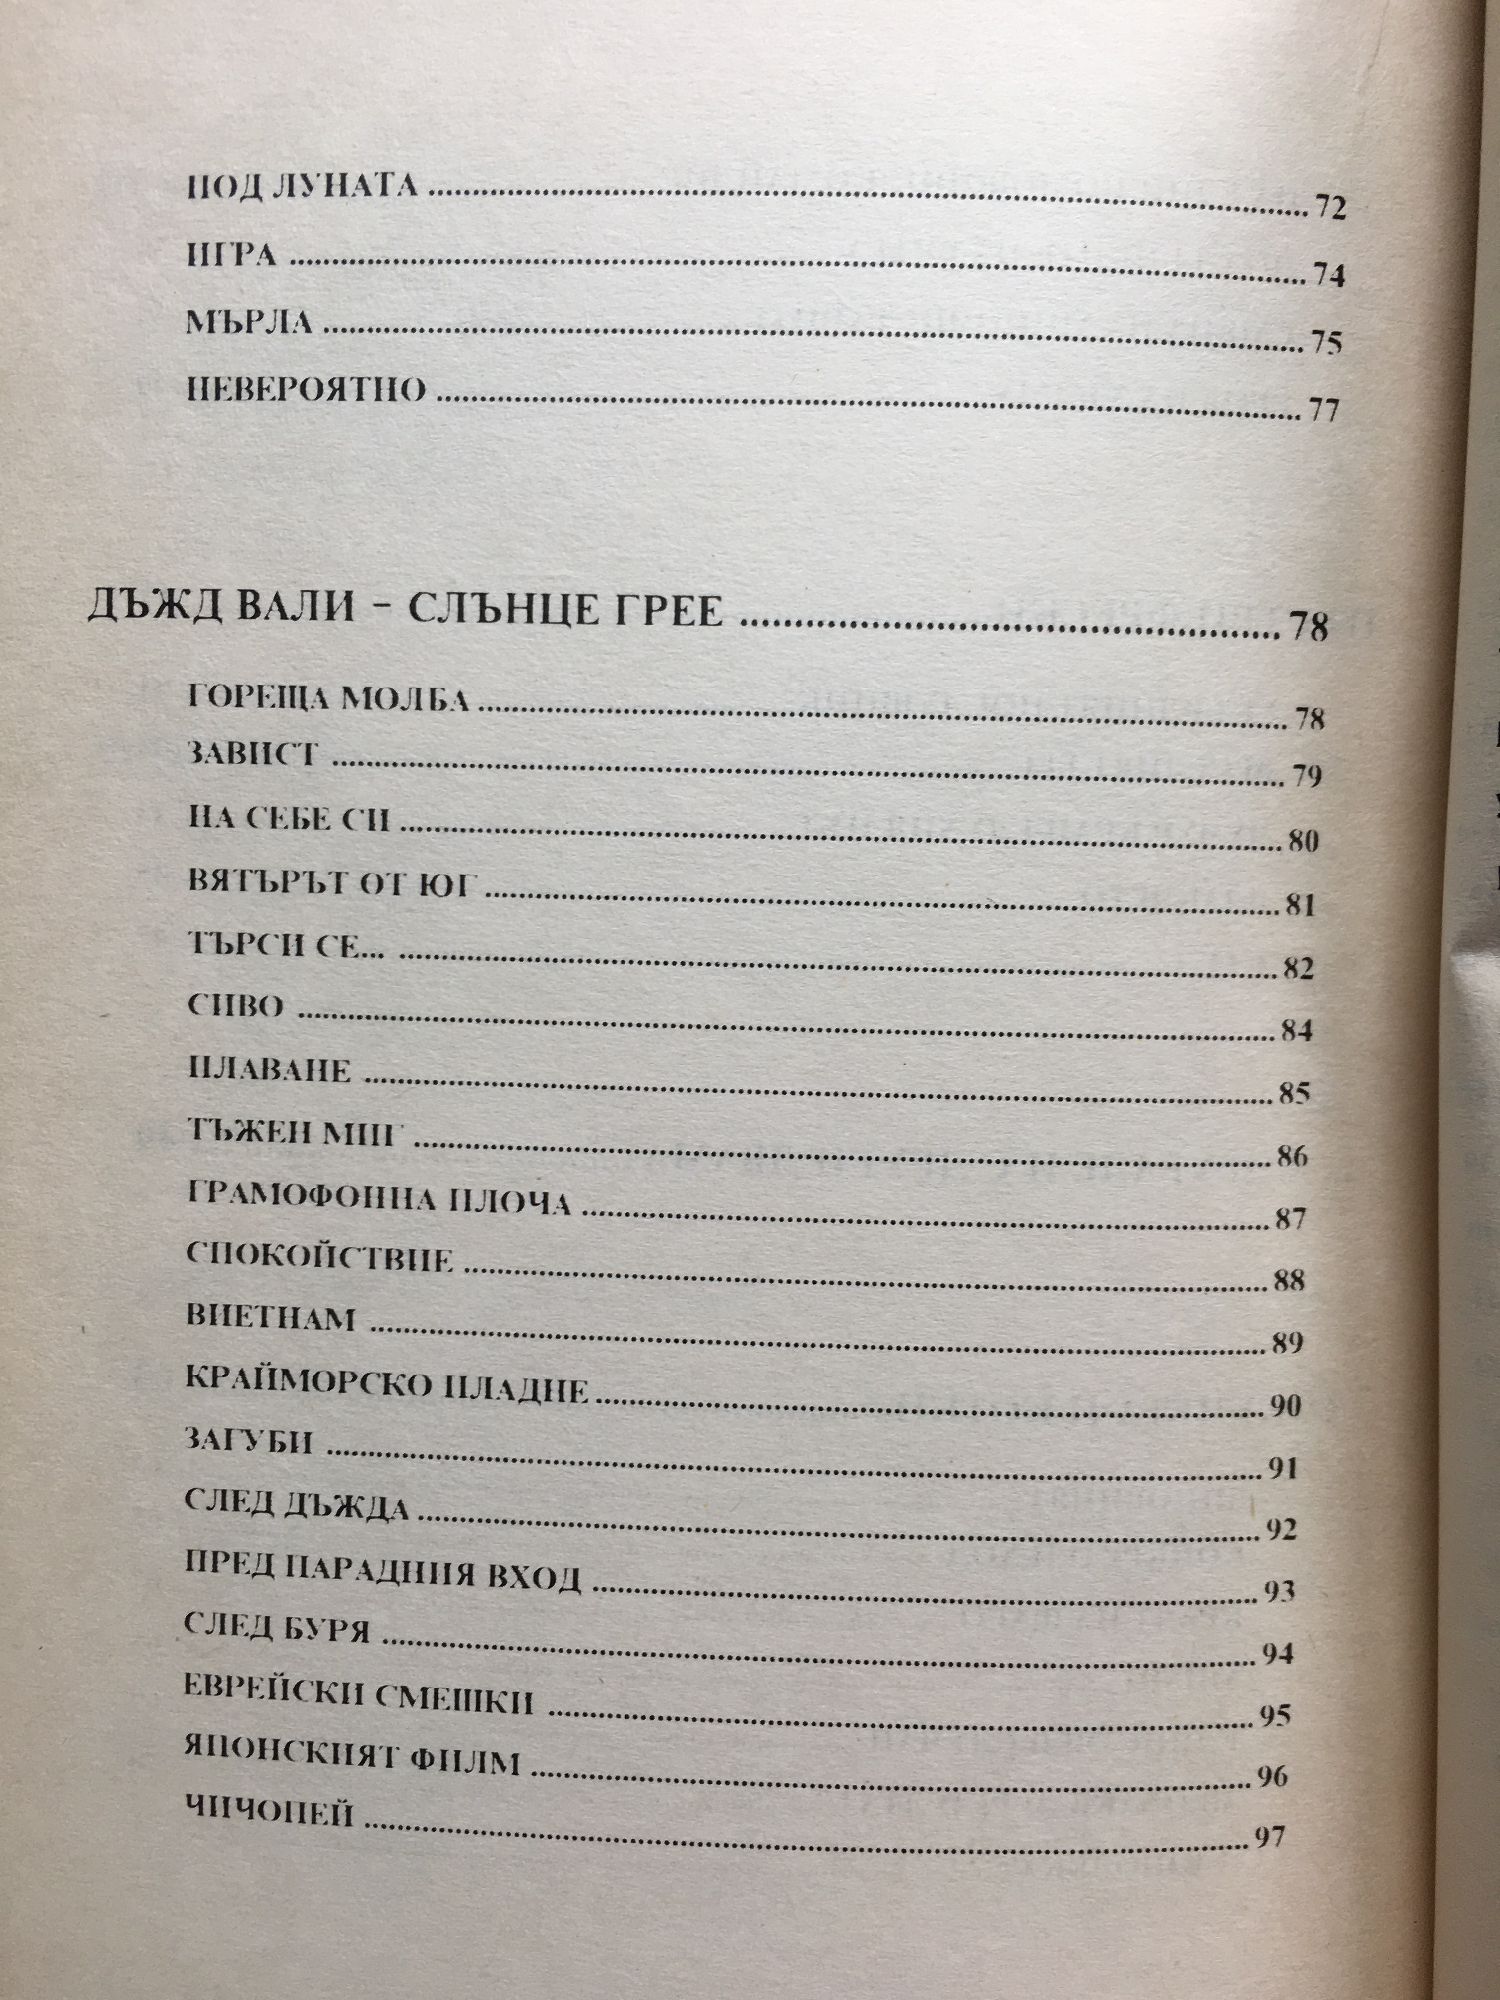 ПОД ЛУНАТА ........ 72
ИГРА ........ 74
МЪРЛА ........ 75
НЕВЕРОЯТНО ........ 77
ДЪЖД ВАЛИ – СЛЪНЦЕ ГРЕЕ ........ 78
ГОРЕЩА МОЛБА ........ 78
ЗАВИСТ ........ 79
НА СЕБЕ СИ ........ 80
ВЯТЪРЪТ ОТ ЮГ ........ 81
ТЪРСИ СЕ... ........ 82
СИВО ........ 84
ПЛАВАНЕ ........ 85
ТЪЖЕН МИГ ........ 86
ГРАМОФОННА ПЛОЧА ........ 87
СПОКОЙСТВИЕ ........ 88
ВИЕТНАМ ........ 89
КРАЙМОРСКО ПЛАДНЕ ........ 90
ЗАГУБИ ........ 91
СЛЕД ДЪЖДА ........ 92
ПРЕД ПАРАДНИЯ ВХОД ........ 93
СЛЕД БУРЯ ........ 94
ЕВРЕЙСКИ СМЕШКИ ........ 95
ЯПОНСКИЯТ ФИЛМ ........ 96
ЧИЧОПЕЙ ........ 97